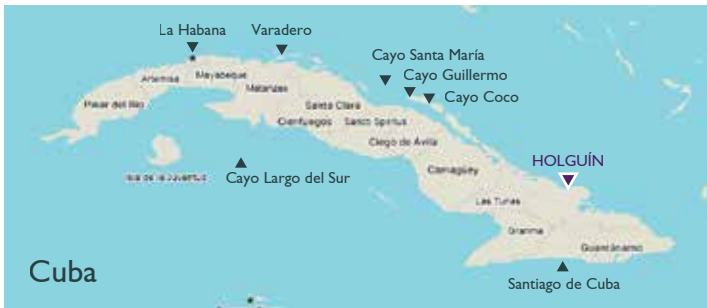 La Habana
Varadero
Cayo Santa María
Cayo Guillermo
Cayo Coco
Artemisa
Mayabeque
Matanzas
Pinar del Río
Santa Clara
Cienfuegos
Sancti Spíritus
Ciego de Ávila
HOLGUÍN
Camagüey
Isla de la Juventud
Cayo Largo del Sur
Las Tunas
Granma
Guantánamo
Cuba
Santiago de Cuba